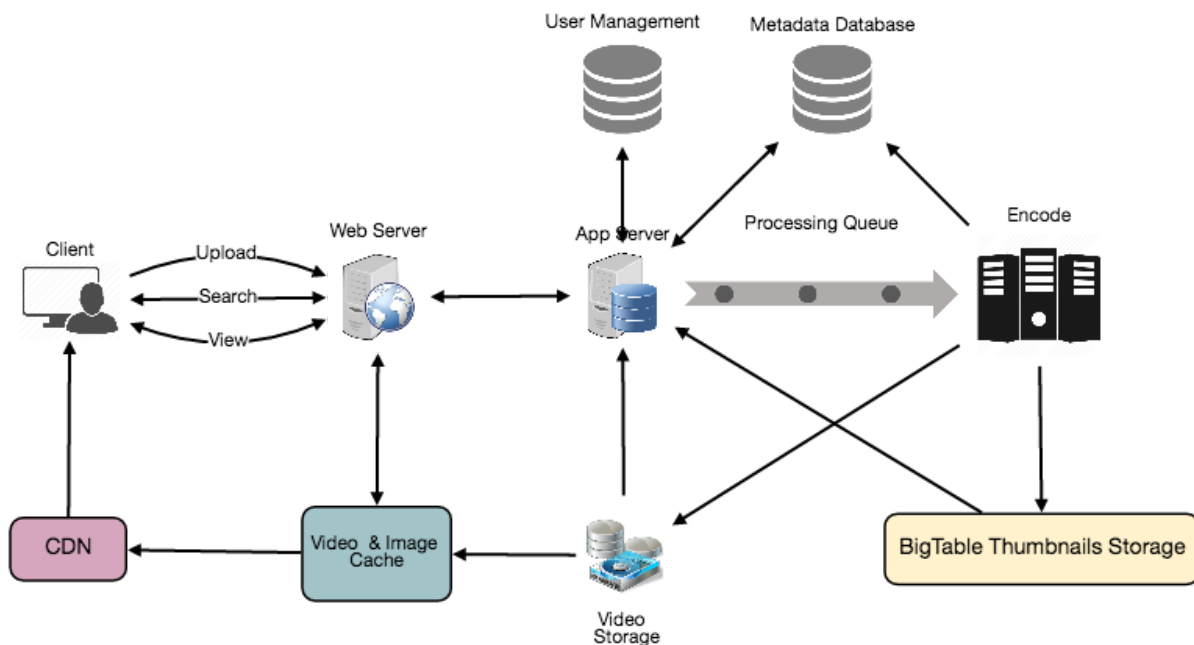 User Management
Metadata Database
Processing Queue
Encode
Client
Web Server
App Server
Upload
Search
View
CDN
Video & Image
Cache
BigTable Thumbnails Storage
Video
Storage